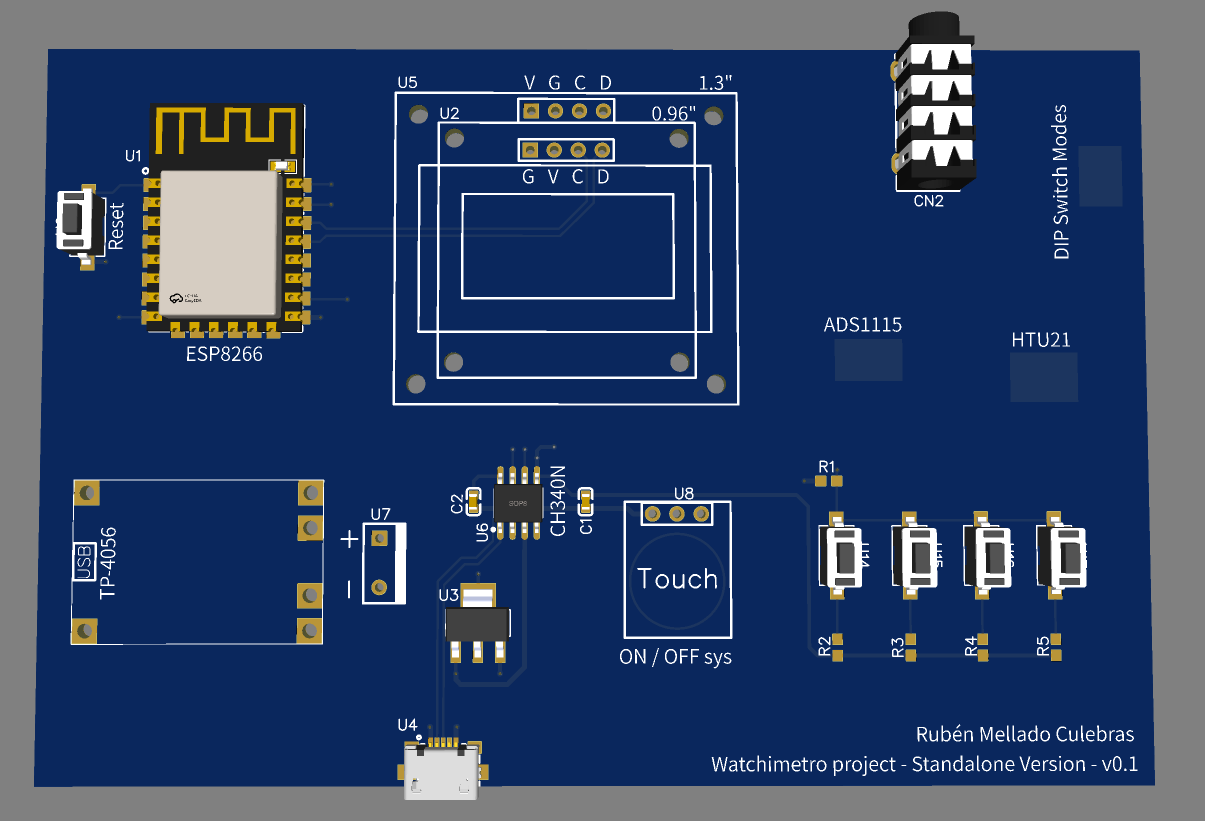 U5
V G C D
1.3"
U2
0.96"
G V C D
U1
Reset
ESP8266
CN2
DIP Switch Modes
ADS1115
HTU21
USB
TP-4056
U7
+
–
C2
SOP8
CH340N
U6
C1
U3
U8
Touch
ON / OFF sys
R1
R2
R3
R4
R5
U4
Rubén Mellado Culebras
Watchimetro project - Standalone Version - v0.1